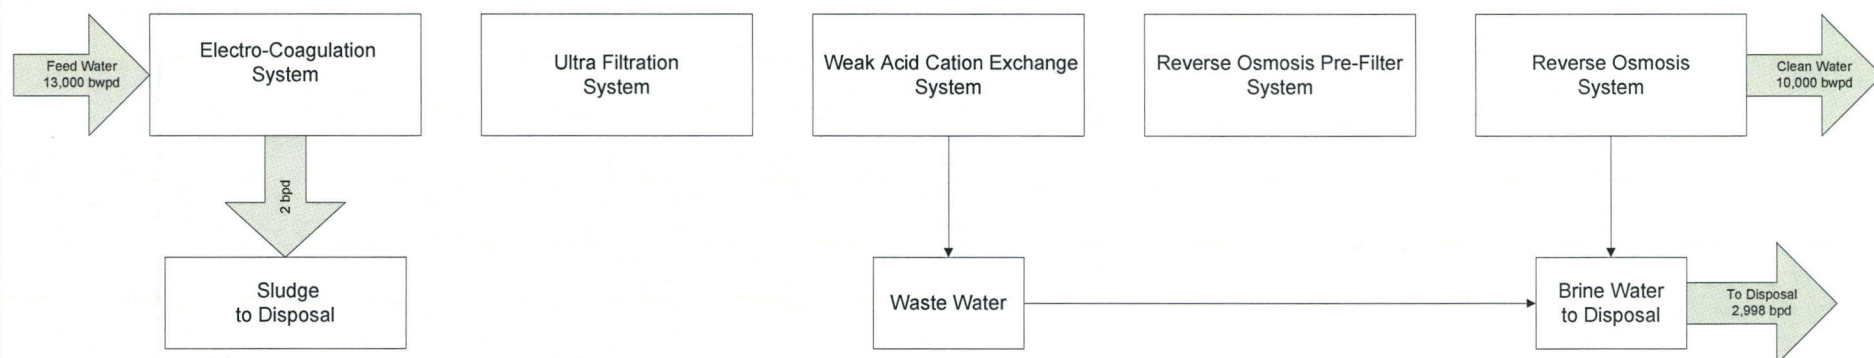 Feed Water
13,000 bwpd
Electro-Coagulation
System
Ultra Filtration
System
Weak Acid Cation Exchange
System
Reverse Osmosis Pre-Filter
System
Reverse Osmosis
System
Clean Water
10,000 bwpd
2 bpd
Sludge
to Disposal
Waste Water
Brine Water
to Disposal
To Disposal
2,998 bpd